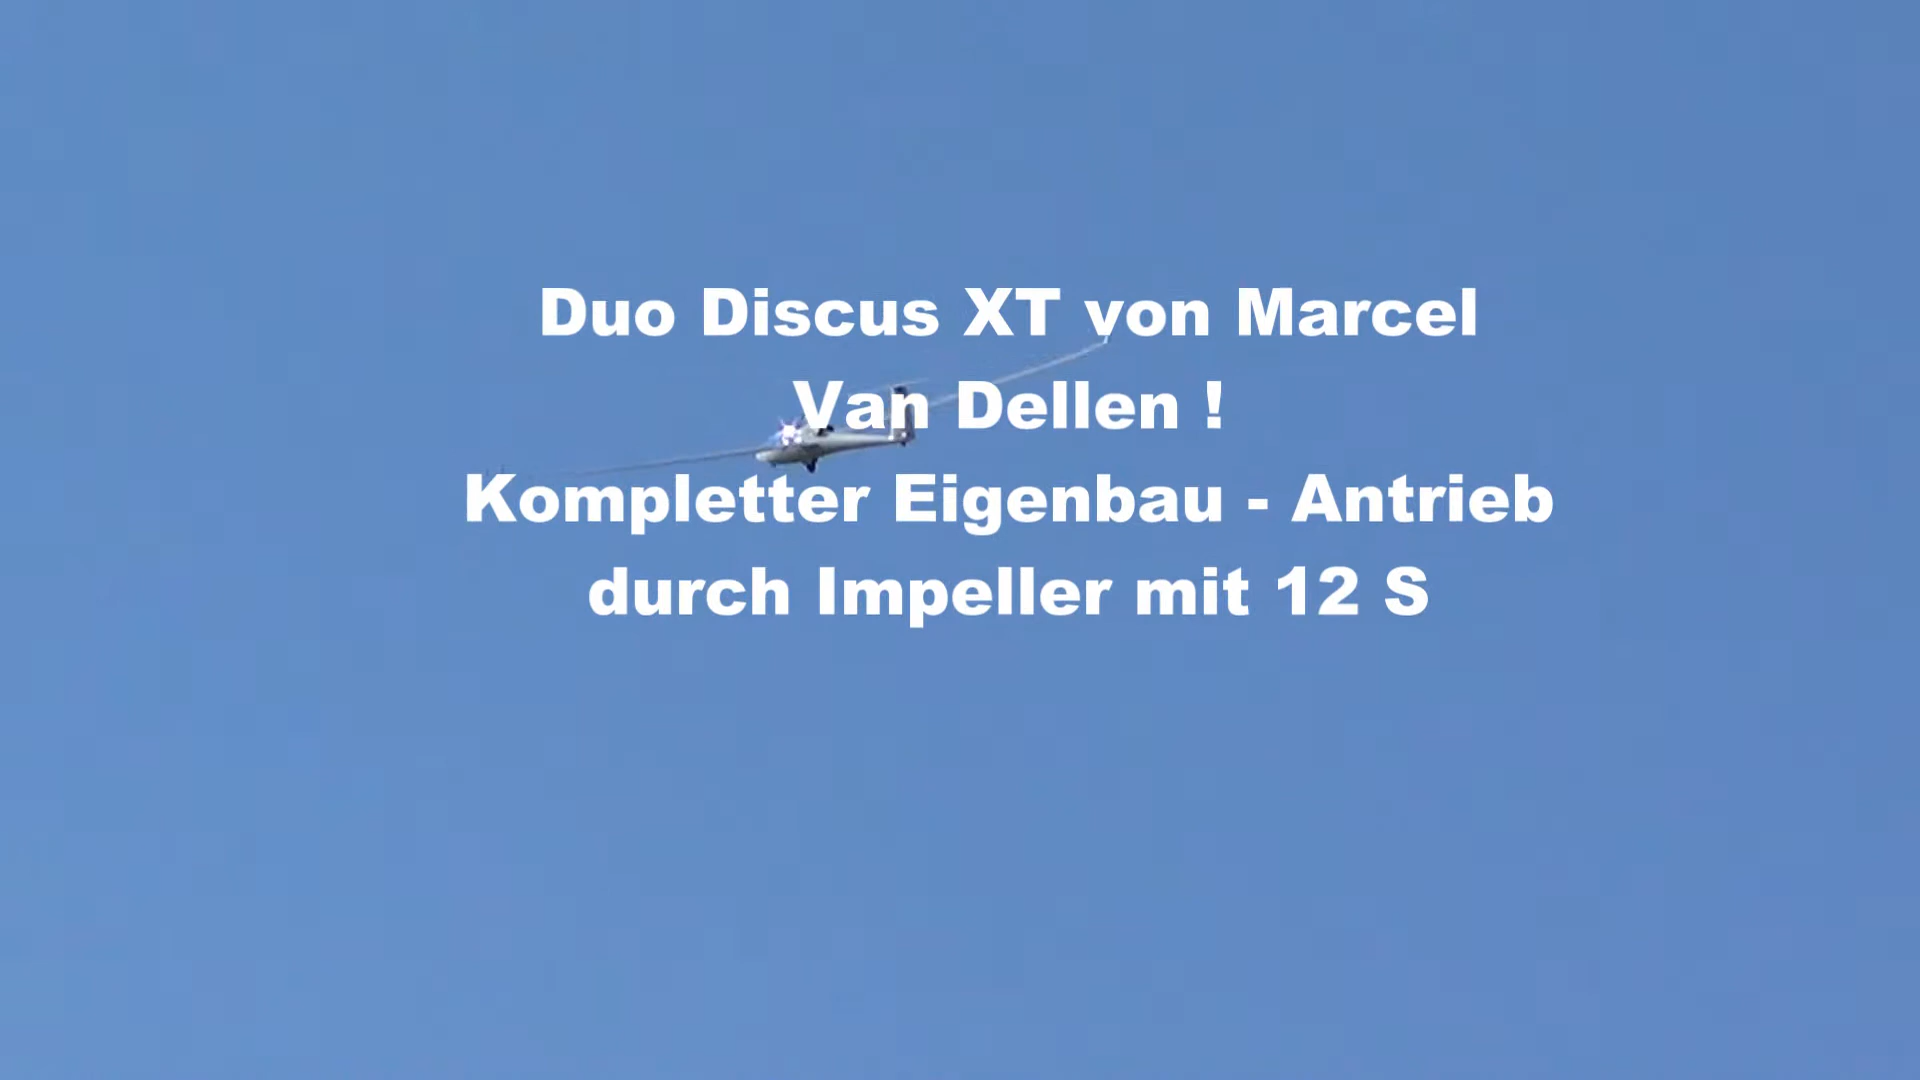 Duo Discus XT von Marcel
Van Dellen !
Kompletter Eigenbau - Antrieb
durch Impeller mit 12 S